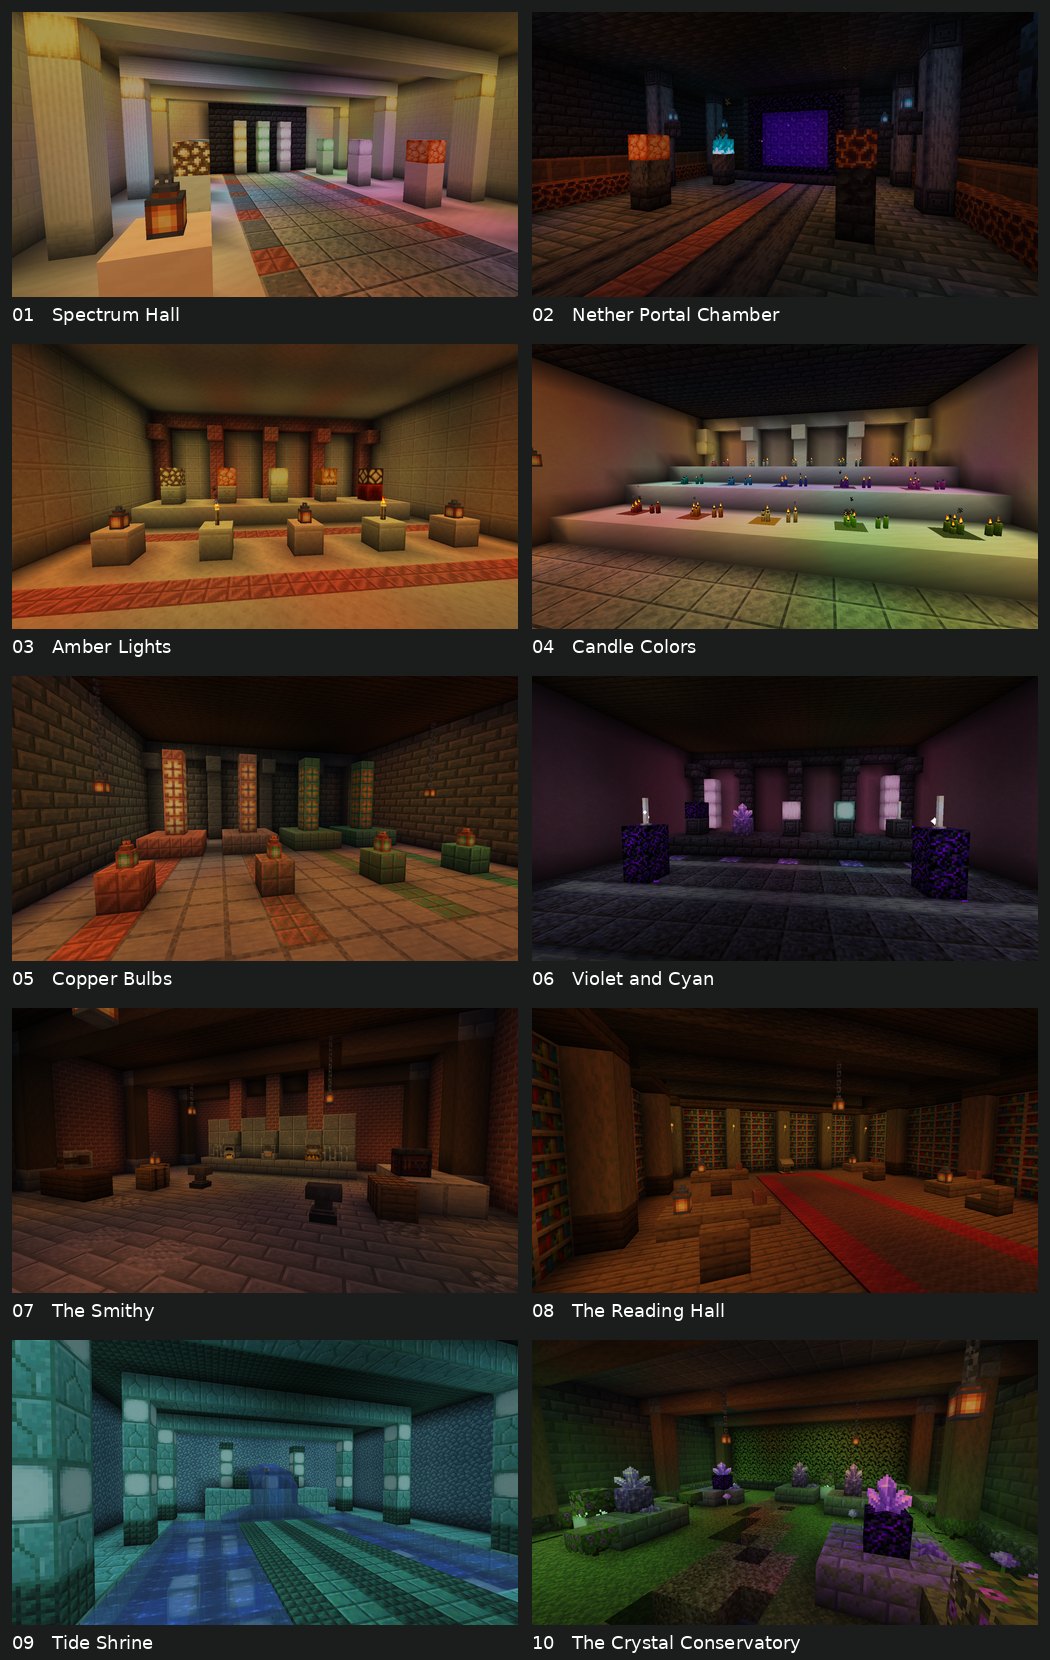 01 Spectrum Hall
02 Nether Portal Chamber
03 Amber Lights
04 Candle Colors
05 Copper Bulbs
06 Violet and Cyan
07 The Smithy
08 The Reading Hall
09 Tide Shrine
10 The Crystal Conservatory